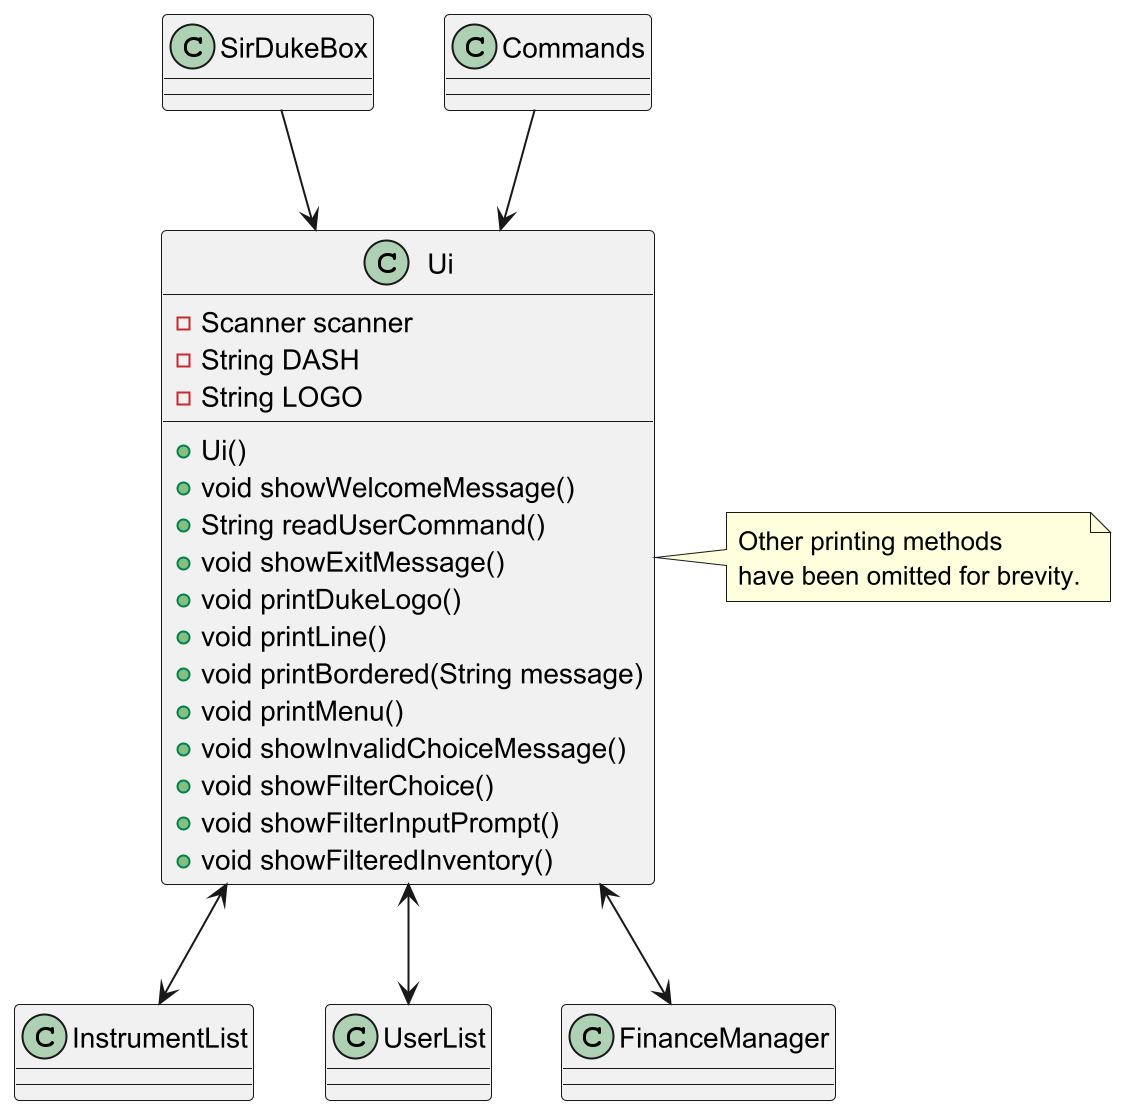 C SirDukeBox
C Commands
C Ui
Scanner scanner
String DASH
String LOGO
Ui()
void showWelcomeMessage()
String readUserCommand()
void showExitMessage()
void printDukeLogo()
void printLine()
void printBordered(String message)
void printMenu()
void showInvalidChoiceMessage()
void showFilterChoice()
void showFilterInputPrompt()
void showFilteredInventory()
Other printing methods
have been omitted for brevity.
C InstrumentList
C UserList
C FinanceManager